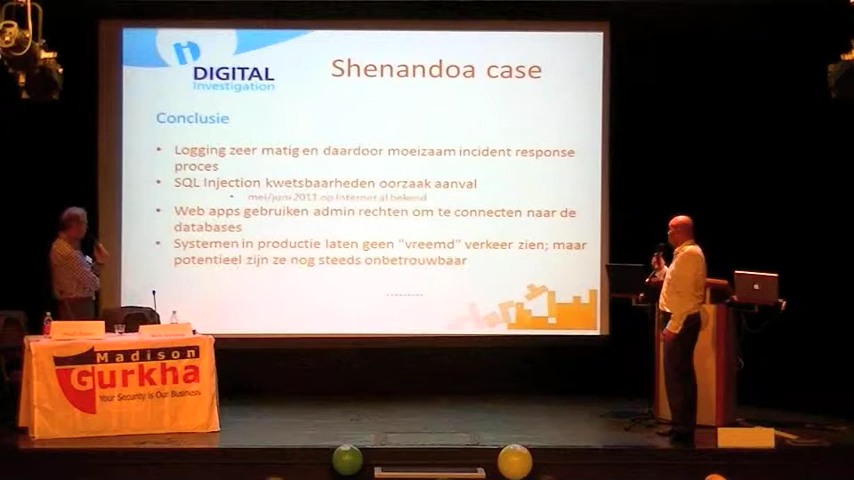 DIGITAL
investigation
Shenandoa case
Conclusie
• Logging zeer matig en daardoor moeizaam incident response
proces
• SQL Injection kwetsbaarheden oorzaak aanval
• mei/juni 2011 op Internet al bekend
• Web apps gebruiken admin rechten om te connecten naar de
databases
• Systemen in productie laten geen "vreemd" verkeer zien; maar
potentieel zijn ze nog steeds onbetrouwbaar
Madison
Gurkha
Your Security is Our Business